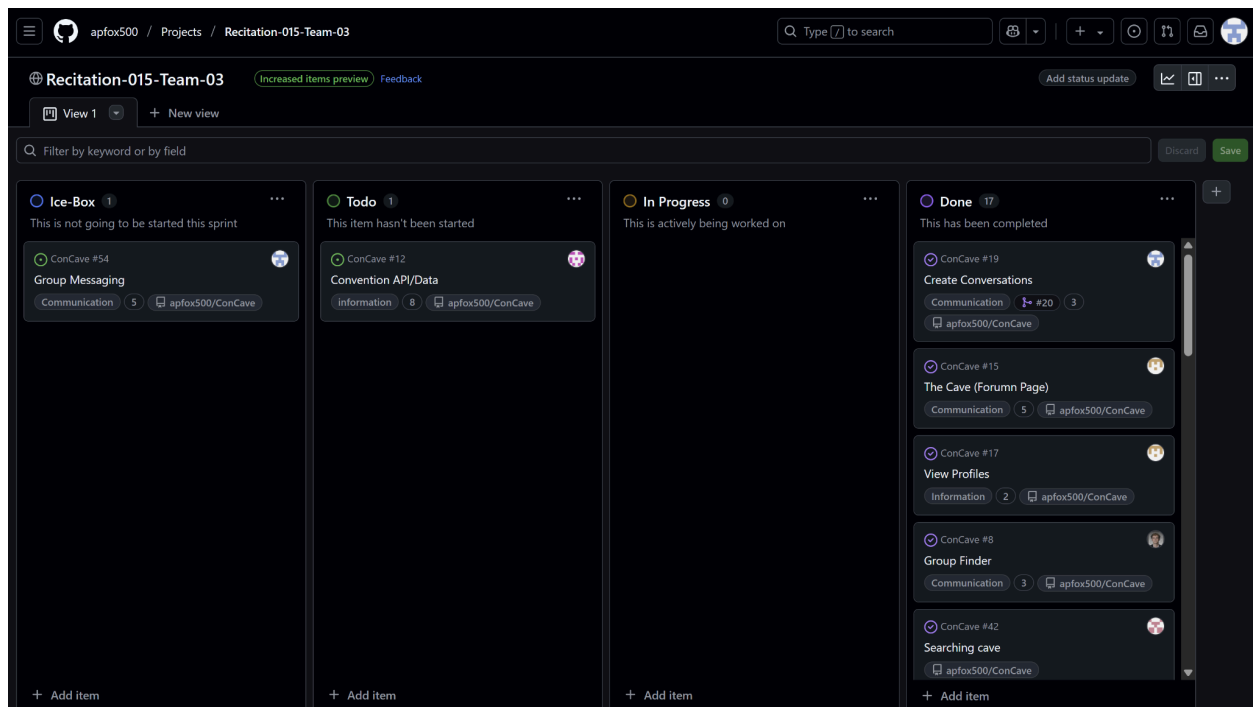 apfox500 / Projects / Recitation-015-Team-03
Type / to search
Recitation-015-Team-03
Increased items preview
Feedback
Add status update
View 1
New view
Filter by keyword or by field
Discard
Save
Ice-Box 1
This is not going to be started this sprint
ConCave #54
Group Messaging
Communication 5 apfox500/ConCave
Add item
Todo 1
This item hasn't been started
ConCave #12
Convention API/Data
information 8 apfox500/ConCave
Add item
In Progress 0
This is actively being worked on
Add item
Done 17
This has been completed
ConCave #19
Create Conversations
Communication #20 3
apfox500/ConCave
ConCave #15
The Cave (Forumn Page)
Communication 5 apfox500/ConCave
ConCave #17
View Profiles
Information 2 apfox500/ConCave
ConCave #8
Group Finder
Communication 3 apfox500/ConCave
ConCave #42
Searching cave
apfox500/ConCave
Add item